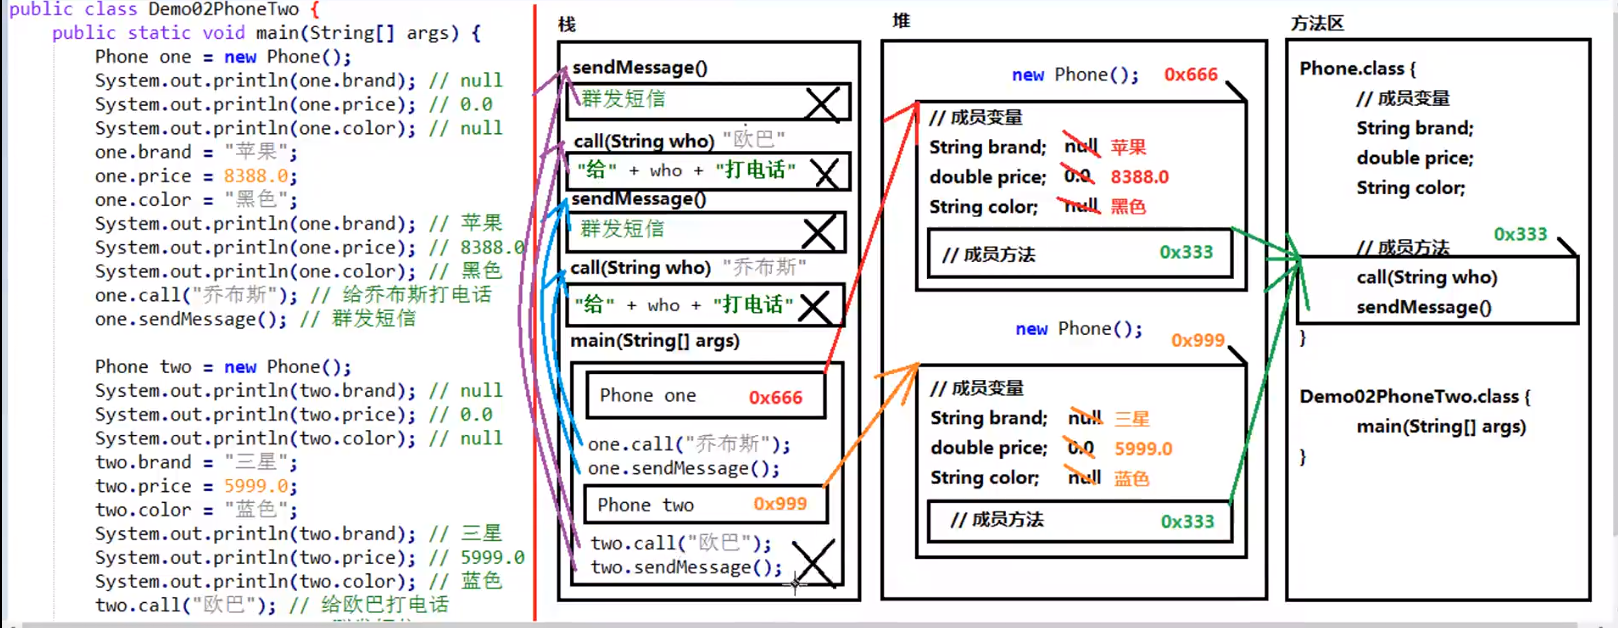 public class Demo02PhoneTwo {
public static void main(String[] args) {
Phone one = new Phone();
System.out.println(one.brand); // null
System.out.println(one.price); // 0.0
System.out.println(one.color); // null
one.brand = "苹果";
one.price = 8388.0;
one.color = "黑色";
System.out.println(one.brand); // 苹果
System.out.println(one.price); // 8388.0
System.out.println(one.color); // 黑色
one.call("乔布斯"); // 给乔布斯打电话
one.sendMessage(); // 群发短信
Phone two = new Phone();
System.out.println(two.brand); // null
System.out.println(two.price); // 0.0
System.out.println(two.color); // null
two.brand = "三星";
two.price = 5999.0;
two.color = "蓝色";
System.out.println(two.brand); // 三星
System.out.println(two.price); // 5999.0
System.out.println(two.color); // 蓝色
two.call("欧巴"); // 给欧巴打电话
栈
sendMessage()
群发短信
call(String who) "欧巴"
"给" + who + "打电话"
sendMessage()
群发短信
call(String who) "乔布斯"
"给" + who + "打电话"
main(String[] args)
Phone one 0x666
one.call("乔布斯");
one.sendMessage();
Phone two 0x999
two.call("欧巴");
two.sendMessage();
堆
new Phone(); 0x666
// 成员变量
String brand; null 苹果
double price; 0.0 8388.0
String color; null 黑色
// 成员方法 0x333
new Phone(); 0x999
// 成员变量
String brand; null 三星
double price; 0.0 5999.0
String color; null 蓝色
// 成员方法 0x333
方法区
Phone.class {
// 成员变量
String brand;
double price;
String color;
0x333
// 成员方法
call(String who)
sendMessage()
}
Demo02PhoneTwo.class {
main(String[] args)
}